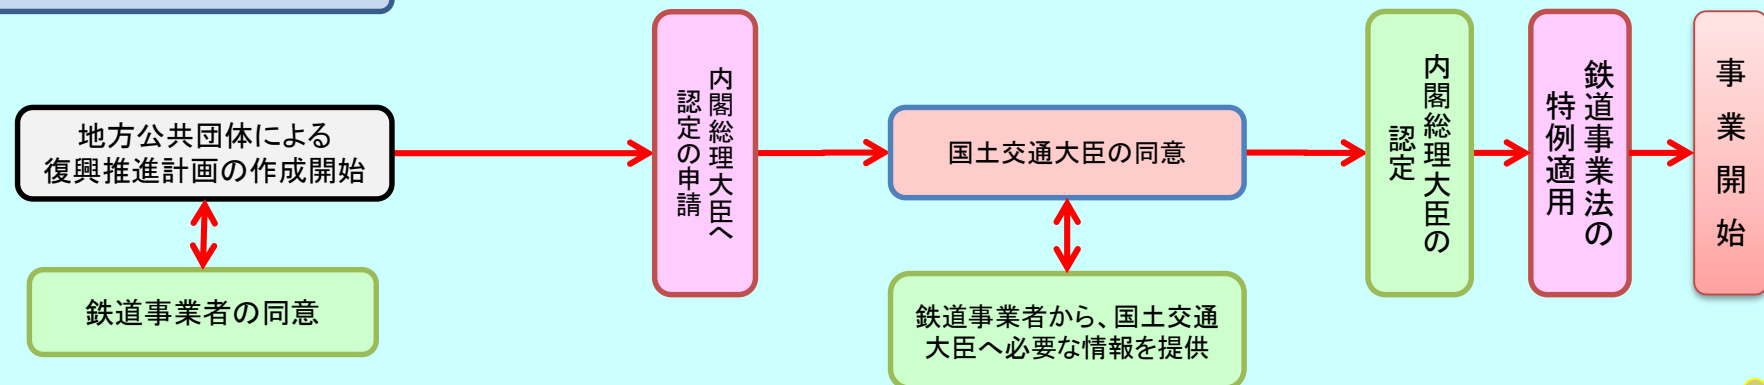 地方公共団体による
復興推進計画の作成開始
鉄道事業者の同意
内閣総理大臣へ
認定の申請
国土交通大臣の同意
鉄道事業者から、国土交通
大臣へ必要な情報を提供
内閣総理大臣の
認定
鉄道事業法の
特例適用
事業開始